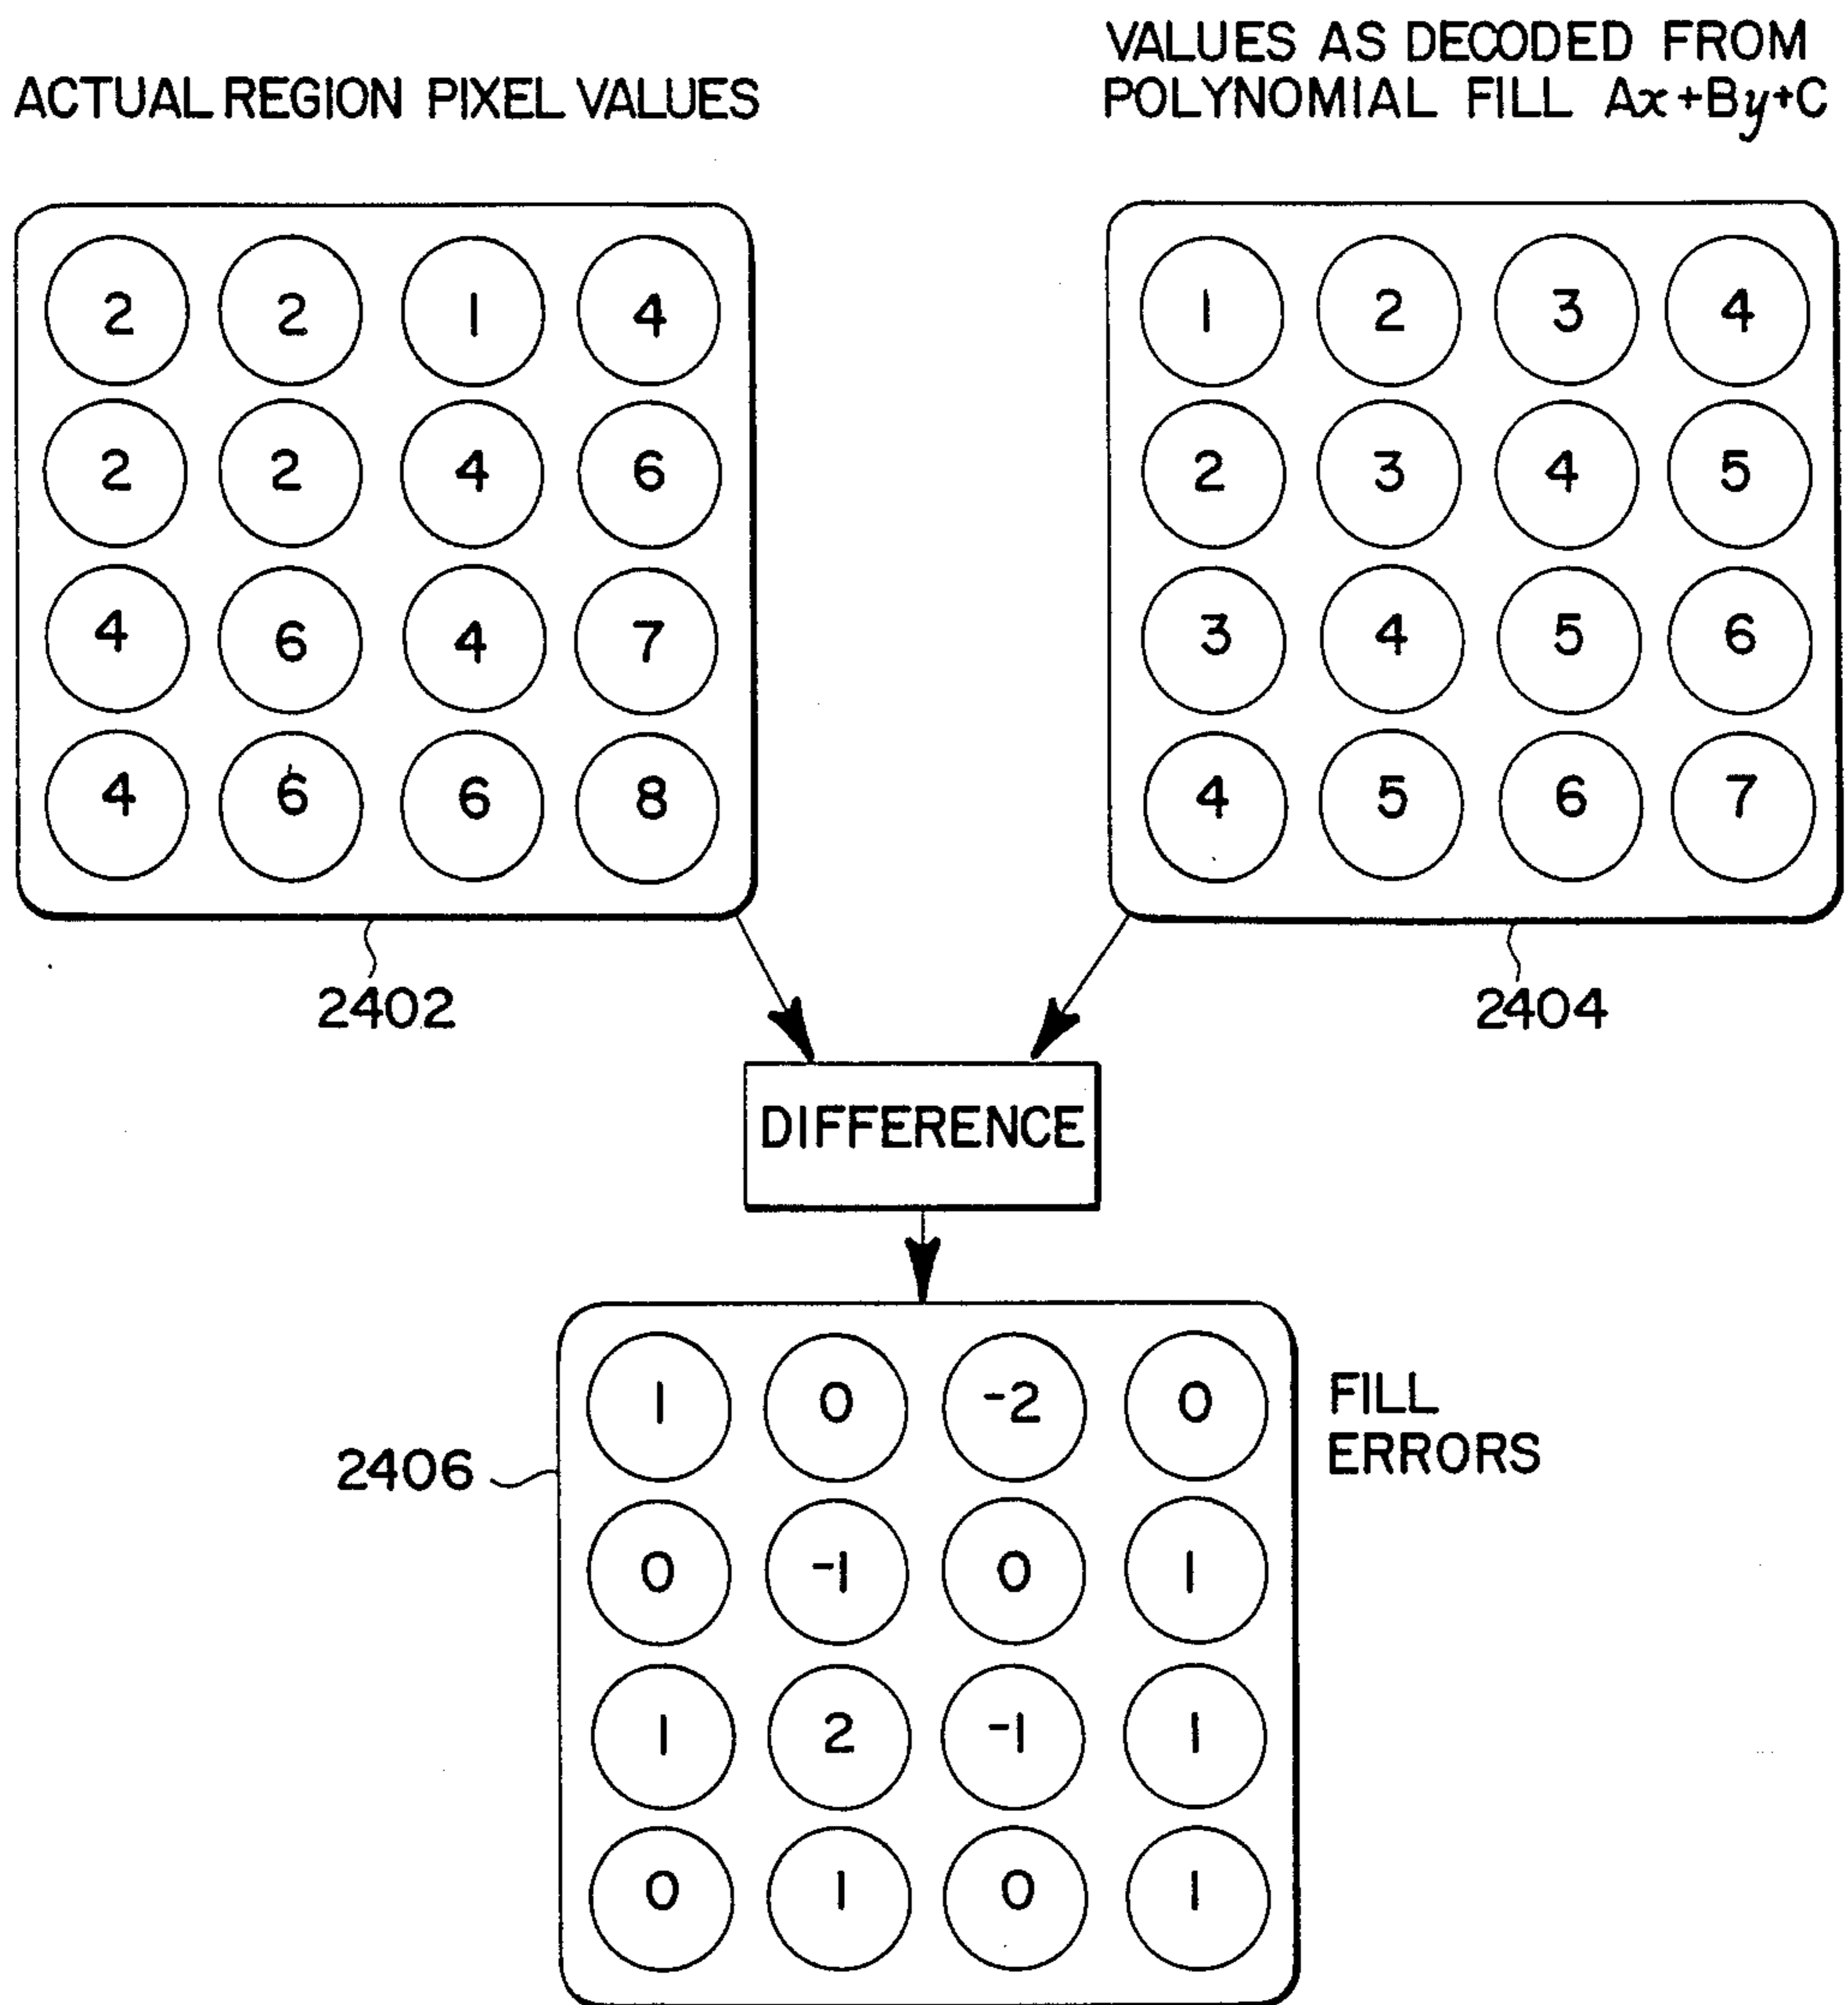 ACTUAL REGION PIXEL VALUES
VALUES AS DECODED FROM
POLYNOMIAL FILL Ax+By+C
2 2 1 4
2 2 4 6
4 6 4 7
4 6 6 8
2402
1 2 3 4
2 3 4 5
3 4 5 6
4 5 6 7
2404
DIFFERENCE
1 0 -2 0
0 -1 0 1
1 2 -1 1
0 1 0 1
2406
FILL
ERRORS